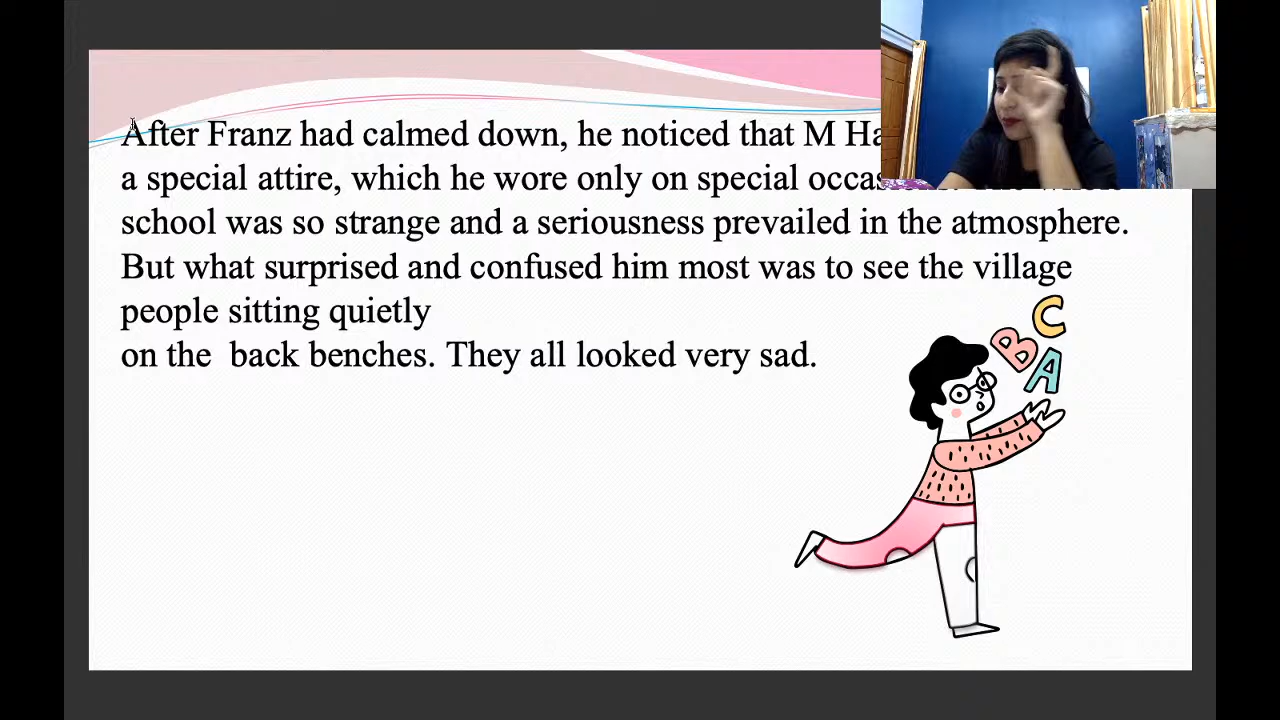 After Franz had calmed down, he noticed that M
a special attire, which he wore only on special
school was so strange and a seriousness prevailed in the atmosphere.
But what surprised and confused him most was to see the village
people sitting quietly
on the  back benches. They all looked very sad.
C
B
A